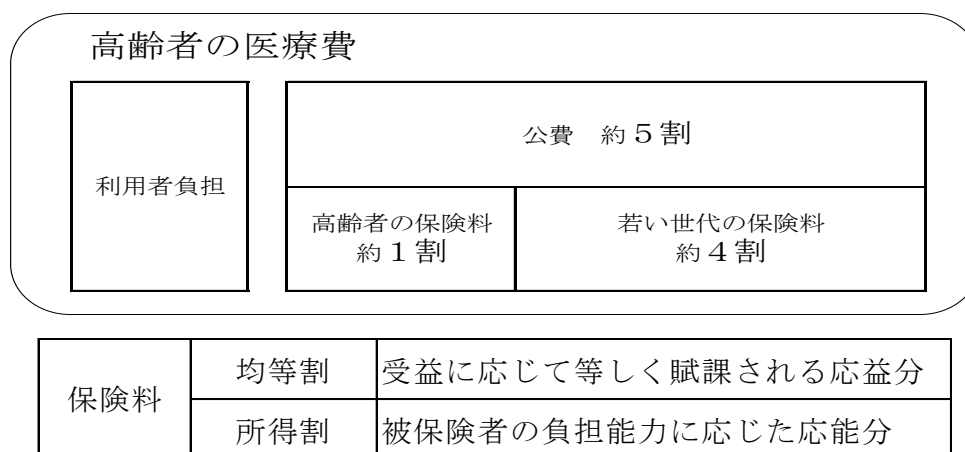 高齢者の医療費
利用者負担
公費　約５割
高齢者の保険料
約１割
若い世代の保険料
約４割
保険料
均等割
受益に応じて等しく賦課される応益分
所得割
被保険者の負担能力に応じた応能分